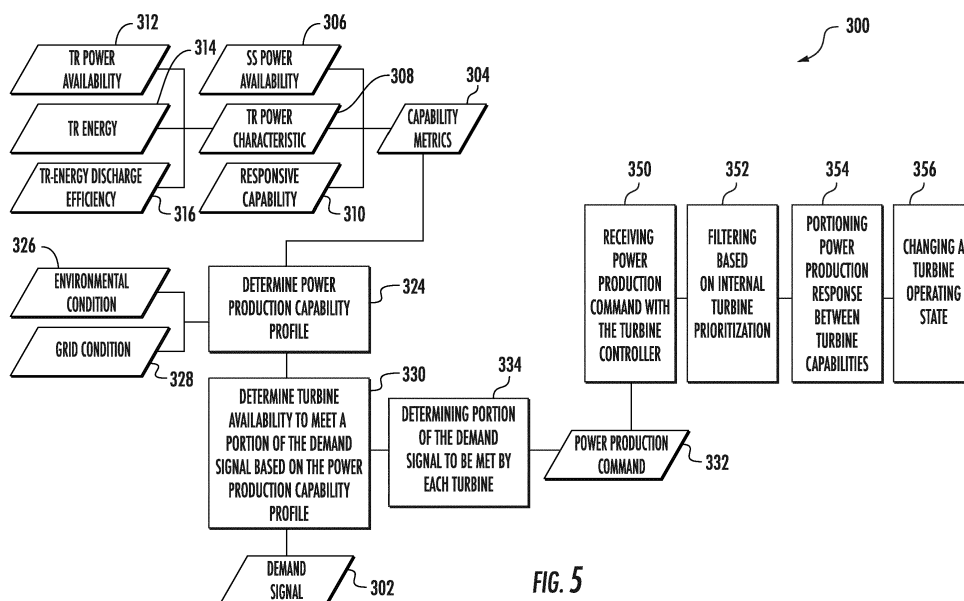 312
306
300
TR POWER
AVAILABILITY
314
SS POWER
AVAILABILITY
308
304
TR ENERGY
TR POWER
CHARACTERISTIC
CAPABILITY
METRICS
TR-ENERGY DISCHARGE
EFFICIENCY
316
RESPONSIVE
CAPABILITY
310
350
352
354
356
326
ENVIRONMENTAL
CONDITION
GRID CONDITION
328
DETERMINE POWER
PRODUCTION CAPABILITY
PROFILE
324
RECEIVING
POWER
PRODUCTION
COMMAND WITH
THE TURBINE
CONTROLLER
FILTERING
BASED
ON INTERNAL
TURBINE
PRIORITIZATION
PORTIONING
POWER
PRODUCTION
RESPONSE
BETWEEN
TURBINE
CAPABILITIES
CHANGING A
TURBINE
OPERATING
STATE
330
DETERMINE TURBINE
AVAILABILITY TO MEET A
PORTION OF THE DEMAND
SIGNAL BASED ON THE POWER
PRODUCTION CAPABILITY
PROFILE
334
DETERMINING PORTION
OF THE DEMAND
SIGNAL TO BE MET BY
EACH TURBINE
POWER PRODUCTION
COMMAND
332
DEMAND
SIGNAL
302
FIG. 5